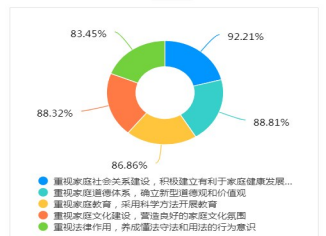 83.45%
92.21%
88.32%
88.81%
86.86%
重视家庭社会关系建设，积极建立有利于家庭健康发展...
重视家庭道德体系，确立新型道德观和价值观
重视家庭教育，采用科学方法开展教育
重视家庭文化建设，营造良好的家庭文化氛围
重视法律作用，养成懂法守法和用法的行为意识